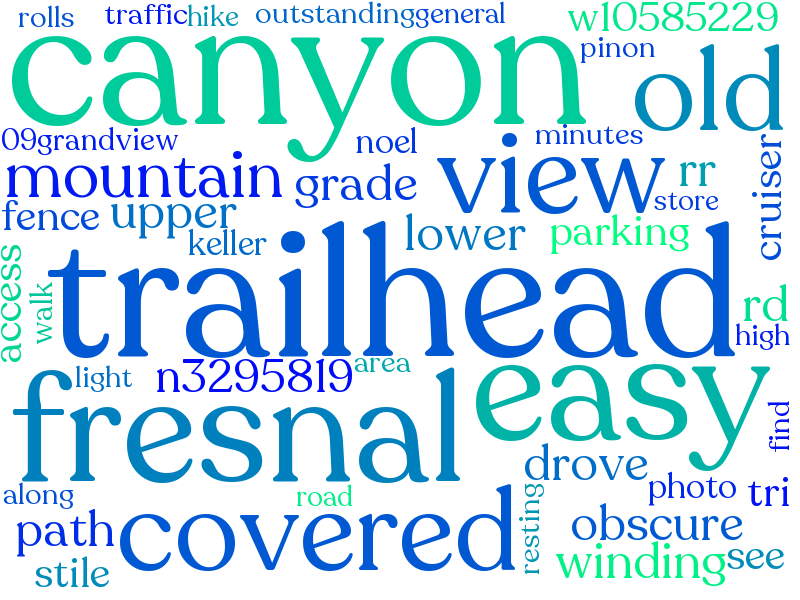 rolls traffic hike outstanding general w10585229
canyon pinon old
09grandview noel minutes
mountain grade view rr cruiser
fence upper store
keller lower parking
access walk trailhead rd
high
light n3295819 area
fresnal easy find
along road drove photo tri
path covered resting obscure
stile winding see